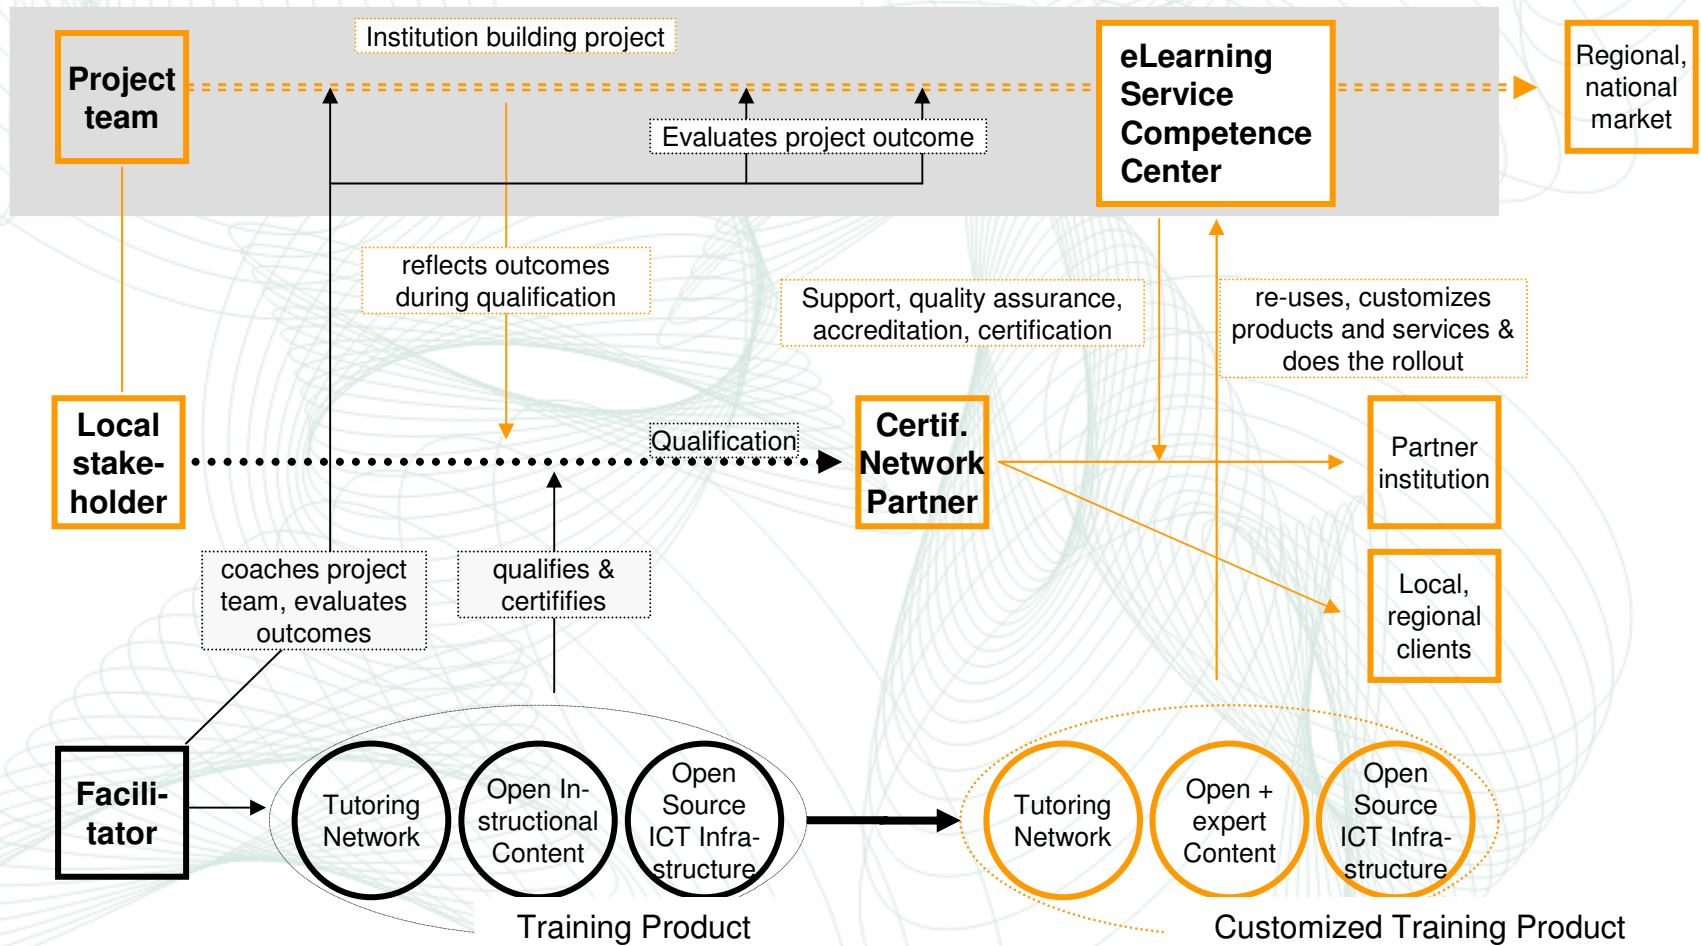 Institution building project
Project
team
eLearning
Service
Competence
Center
Regional,
national
market
Evaluates project outcome
reflects outcomes
during qualification
Support, quality assurance,
accreditation, certification
re-uses, customizes
products and services &
does the rollout
Local
stake-
holder
Qualification
Certif.
Network
Partner
Partner
institution
coaches project
team, evaluates
outcomes
qualifies &
certififies
Local,
regional
clients
Facili-
tator
Tutoring
Network
Open In-
structional
Content
Open
Source
ICT Infra-
structure
Tutoring
Network
Open +
expert
Content
Open
Source
ICT Infra-
structure
Training Product
Customized Training Product